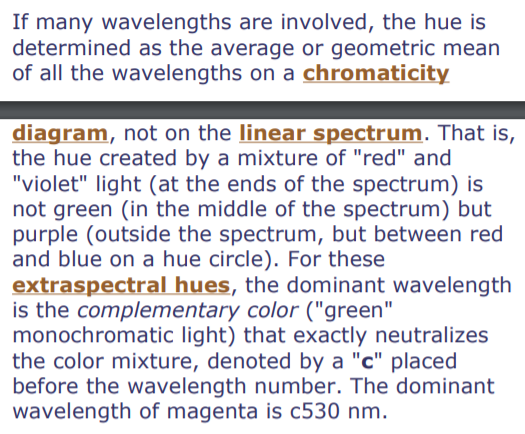 If many wavelengths are involved, the hue is
determined as the average or geometric mean
of all the wavelengths on a chromaticity
diagram, not on the linear spectrum. That is,
the hue created by a mixture of "red" and
"violet" light (at the ends of the spectrum) is
not green (in the middle of the spectrum) but
purple (outside the spectrum, but between red
and blue on a hue circle). For these
extraspectral hues, the dominant wavelength
is the complementary color ("green"
monochromatic light) that exactly neutralizes
the color mixture, denoted by a "c" placed
before the wavelength number. The dominant
wavelength of magenta is c530 nm.